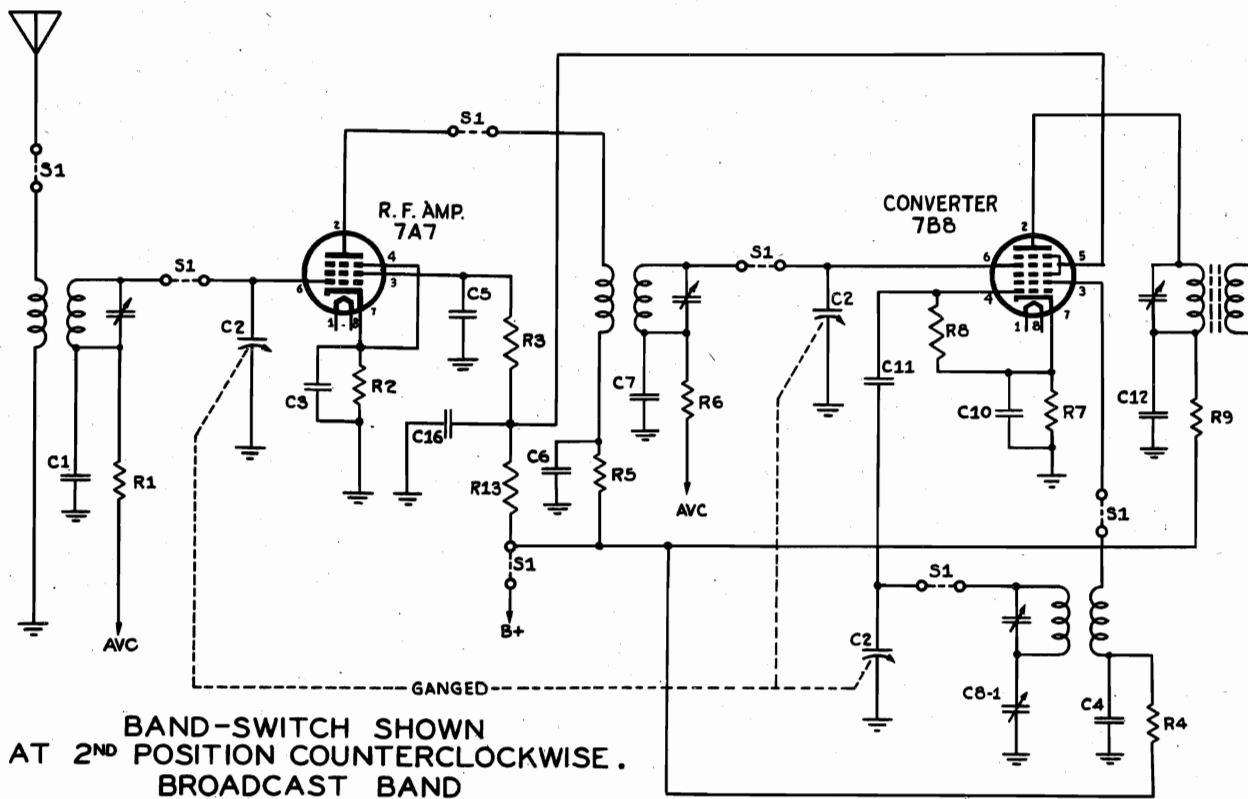 S1
S1
R.F. AMP.
7A7
CONVERTER
7B8
2
4
3
6
1
8
7
S1
C2
C5
R3
C3
R2
C16
R13
C1
R1
AVC
S1
B+
C6
R5
C7
R6
AVC
S1
C2
2
6
5
4
3
1
8
7
R8
C11
C10
R7
C12
R9
S1
S1
C2
C8-1
C4
R4
GANGED
BAND-SWITCH SHOWN
AT 2ND POSITION COUNTERCLOCKWISE.
BROADCAST BAND